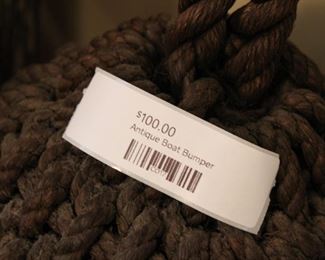 $100.00
Antique Boat Bumper